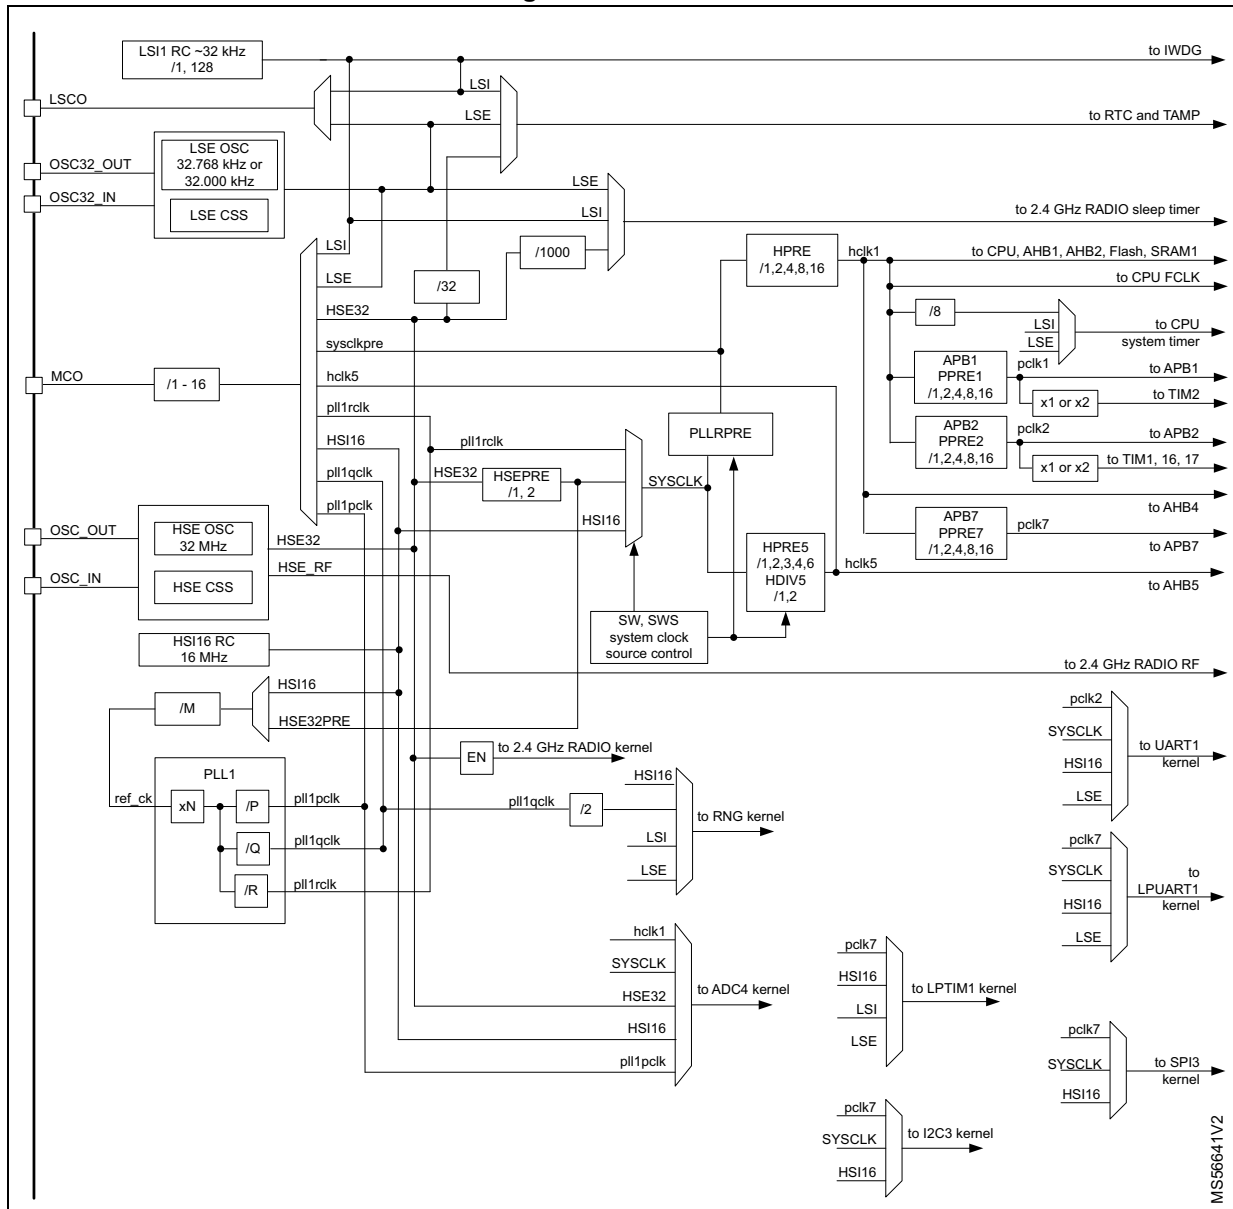 LSI1 RC ~32 kHz
/1, 128
to IWDG
LSI
LSCO
LSE
to RTC and TAMP
LSE OSC
32.768 kHz or
32.000 kHz
OSC32_OUT
OSC32_IN
LSE CSS
LSE
LSI
to 2.4 GHz RADIO sleep timer
LSI
LSE
HSE32
sysclkpre
hclk5
pll1rclk
HSI16
pll1qclk
pll1pclk
/1000
/32
HPRE
/1,2,4,8,16
hclk1
to CPU, AHB1, AHB2, Flash, SRAM1
to CPU FCLK
/8
LSI
LSE
to CPU
system timer
MCO
/1 - 16
APB1
PPRE1
/1,2,4,8,16
pclk1
to APB1
x1 or x2
to TIM2
PLLRPRE
APB2
PPRE2
/1,2,4,8,16
pclk2
to APB2
x1 or x2
to TIM1, 16, 17
pll1rclk
HSE32
HSEPRE
/1, 2
SYSCLK
HSI16
to AHB4
APB7
PPRE7
/1,2,4,8,16
pclk7
to APB7
OSC_OUT
HSE OSC
32 MHz
HSE32
HSE_RF
OSC_IN
HSE CSS
HPRE5
/1,2,3,4,6
HDIV5
/1,2
hclk5
to AHB5
SW, SWS
system clock
source control
HSI16 RC
16 MHz
to 2.4 GHz RADIO RF
/M
HSI16
HSE32PRE
EN
to 2.4 GHz RADIO kernel
PLL1
ref_ck
xN
/P
pll1pclk
/Q
pll1qclk
/R
pll1rclk
HSI16
pll1qclk
/2
LSI
LSE
to RNG kernel
pclk2
SYSCLK
HSI16
LSE
to UART1
kernel
pclk7
SYSCLK
HSI16
LSE
to
LPUART1
kernel
hclk1
SYSCLK
HSE32
HSI16
pll1pclk
to ADC4 kernel
pclk7
HSI16
LSI
LSE
to LPTIM1 kernel
pclk7
SYSCLK
HSI16
to SPI3
kernel
pclk7
SYSCLK
HSI16
to I2C3 kernel
MS56641V2